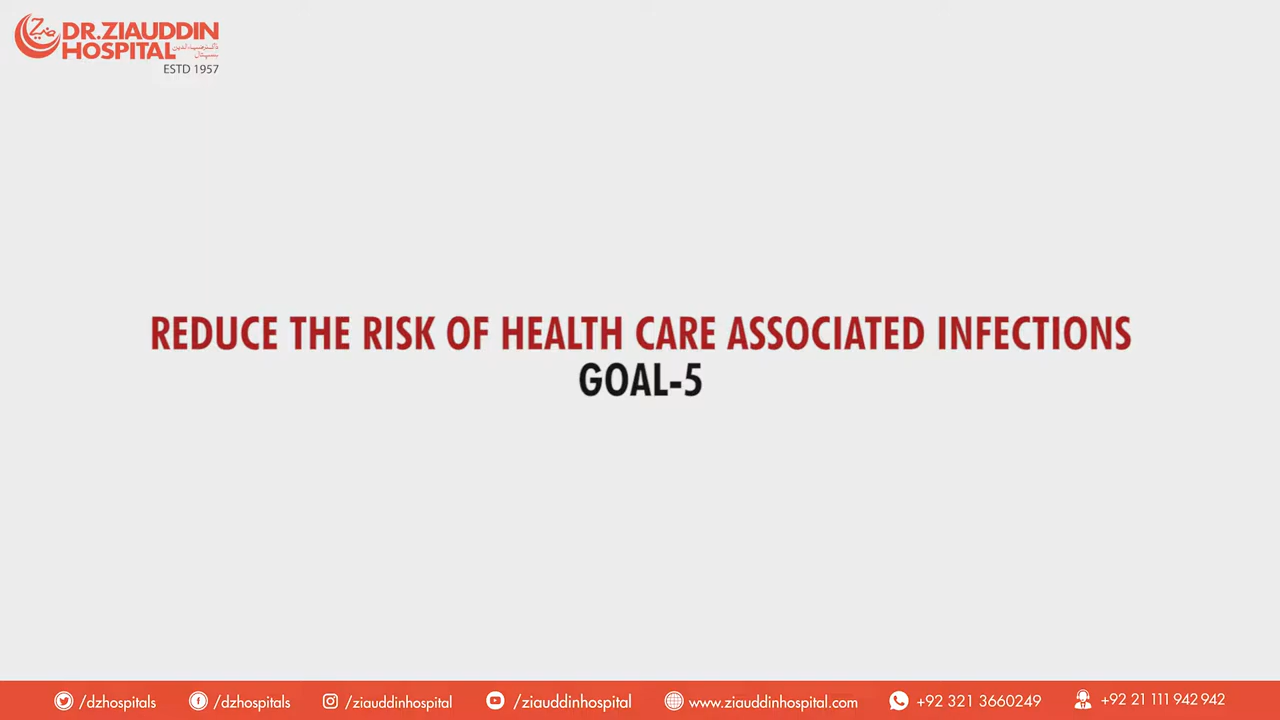 DR.ZIAUDDIN
HOSPITAL
ESTD 1957
REDUCE THE RISK OF HEALTH CARE ASSOCIATED INFECTIONS
GOAL-5
/dzhospitals /dzhospitals /ziauddinhospital /ziauddinhospital www.ziauddinhospital.com +92 321 3660249 +92 21 111 942 942